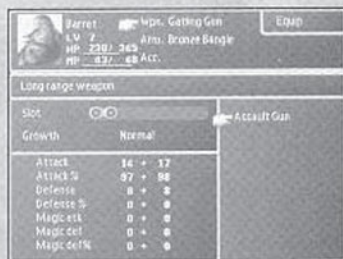 Barret
LV 7
HP 230/ 365
MP 63/ 68
Wpn. Gatling Gun
Arm. Bronze Bangle
Acc.
Equip
Long range weapon
Slot
Growth Normal
Assault Gun
Attack 14 → 17
Attack % 97 → 98
Defense 8 → 8
Defense % 0 → 0
Magic atk 0 → 0
Magic def 0 → 0
Magic def% 0 → 0